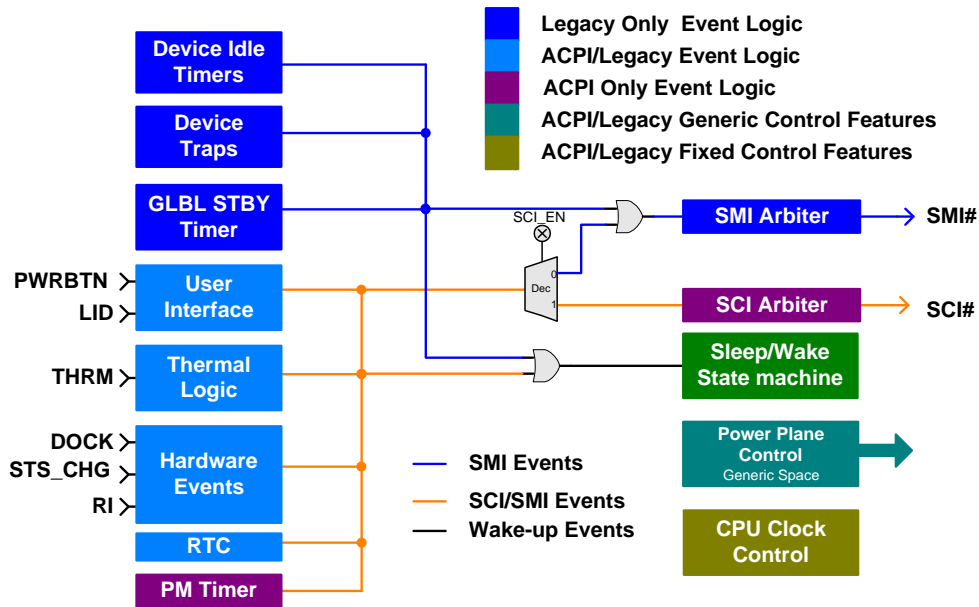 Legacy Only Event Logic
ACPI/Legacy Event Logic
ACPI Only Event Logic
ACPI/Legacy Generic Control Features
ACPI/Legacy Fixed Control Features
Device Idle
Timers
Device
Traps
GLBL STBY
Timer
PWRBTN
LID
User
Interface
THRM
Thermal
Logic
DOCK
STS_CHG
RI
Hardware
Events
RTC
PM Timer
SCI_EN
Dec
0
1
SMI Arbiter
SMI#
SCI Arbiter
SCI#
Sleep/Wake
State machine
Power Plane
Control
Generic Space
CPU Clock
Control
SMI Events
SCI/SMI Events
Wake-up Events